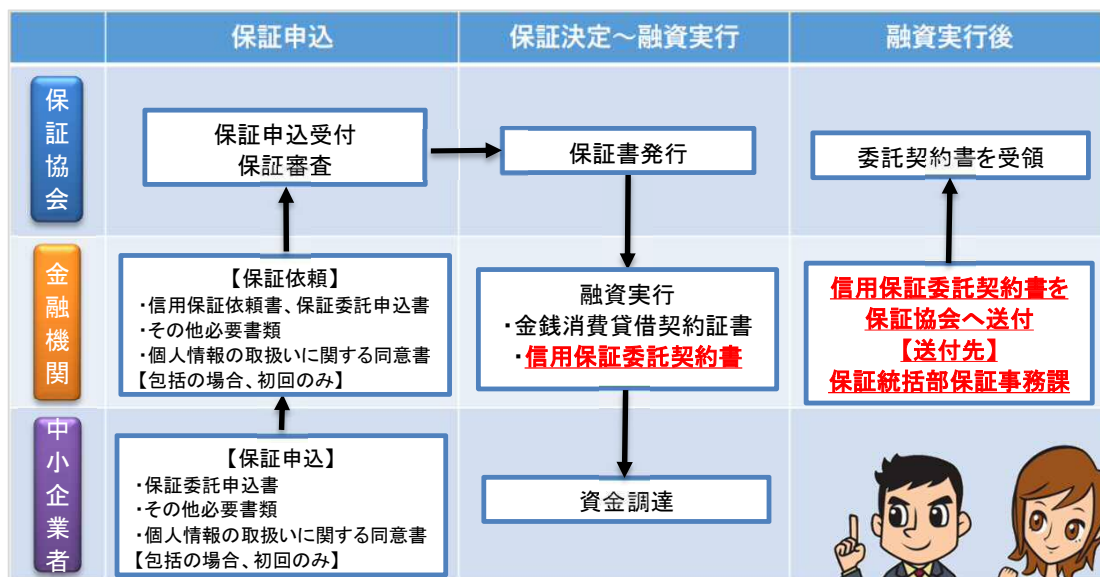 保証申込
保証決定～融資実行
融資実行後
保証協会
保証申込受付
保証審査
保証書発行
委託契約書を受領
金融機関
【保証依頼】
・信用保証依頼書、保証委託申込書
・その他必要書類
・個人情報の取扱いに関する同意書
【包括の場合、初回のみ】
融資実行
・金銭消費貸借契約証書
・信用保証委託契約書
信用保証委託契約書を
保証協会へ送付
【送付先】
保証統括部保証事務課
中小企業者
【保証申込】
・保証委託申込書
・その他必要書類
・個人情報の取扱いに関する同意書
【包括の場合、初回のみ】
資金調達